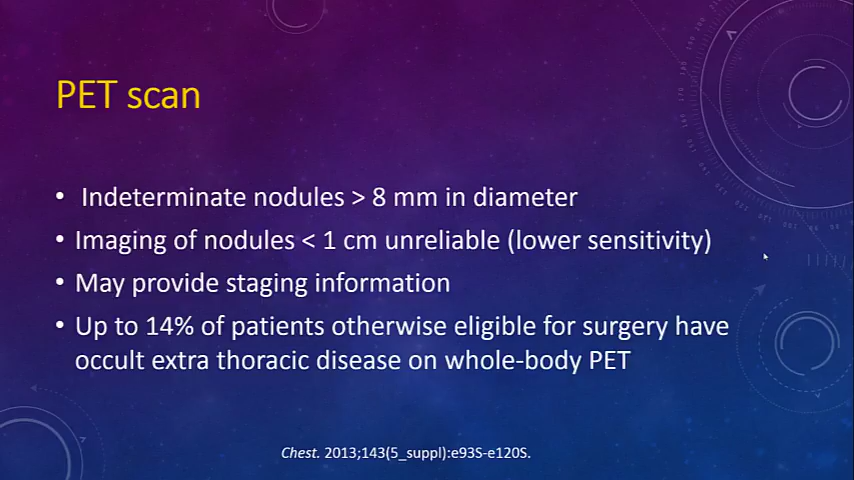 PET scan
• Indeterminate nodules > 8 mm in diameter
• Imaging of nodules < 1 cm unreliable (lower sensitivity)
• May provide staging information
• Up to 14% of patients otherwise eligible for surgery have
occult extra thoracic disease on whole-body PET
Chest. 2013;143(5_suppl):e93S-e120S.